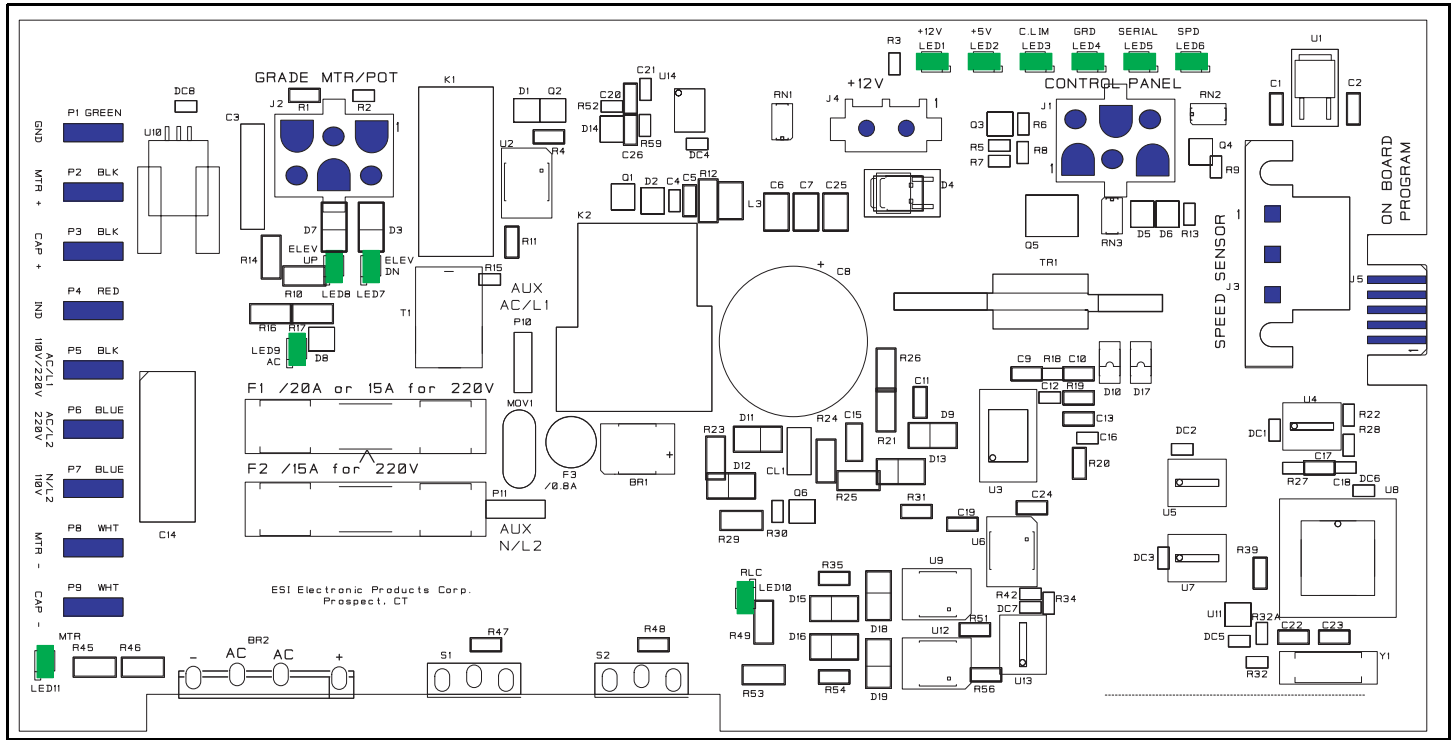 +12V +5V C.LIM GRD SERIAL SPD
R3 LED1 LED2 LED3 LED4 LED5 LED6 U1
GRADE MTR/POT K1 C21 U14 +12V CONTROL PANEL
DC8 J2 R1 R2 D1 Q2 C20 RN1 J4 1 J1 RN2 C1 C2
P1 GREEN
GND
U10 C3 1 R52 D14 R59 C26 R4 U2 DC4 Q3 R6 R5 R7 R8 1 Q4 R9
P2 BLK
MTR +
Q1 D2 C4 C5 R12 L3 C6 C7 C25 D4 Q5 RN3 D5 D6 R13
ON BOARD PROGRAM
SPEED SENSOR
1
J3
J5
1
P3 BLK
CAP +
D7 D3 K2
R14 ELEV UP ELEV DN R11
R10 LED8 LED7 R15 + C8 TR1
P4 RED
IND
R16 R17 T1 AUX AC/L1
P10
LED9 AC D8
P5 BLK
AC/L1 110V/220V
R26 C9 R18 C10 D10 D17
F1 /20A or 15A for 220V
MOV1
C11 C12 R19 C13 C16 R20
P6 BLUE
AC/L2 220V
D11 R24 C15 R21 D9 U4 R22 R28 DC1 DC2
R23 D12 CL1 D13 R25 U3
F3 /0.8A
BR1 +
F2 /15A for 220V
P7 BLUE
N/L2 110V
P11
AUX N/L2
R29 R30 Q6 R31 C19 C24 U5 R27 C17 C18 DC6 U8
P8 WHT
MTR -
C14
U6 DC3 U7 R39
P9 WHT
CAP -
ESI Electronic Products Corp.
Prospect, CT
RLC LED10 R35 U9 R42 DC7 R34
R49 D15 D16 D18 U12 R51 U11 R32A DC5 C22 C23
MTR
LED11
R45 R46 - AC BR2 AC + R47 S1 R48 S2
R53 R54 D19 R56 U13 R32 Y1